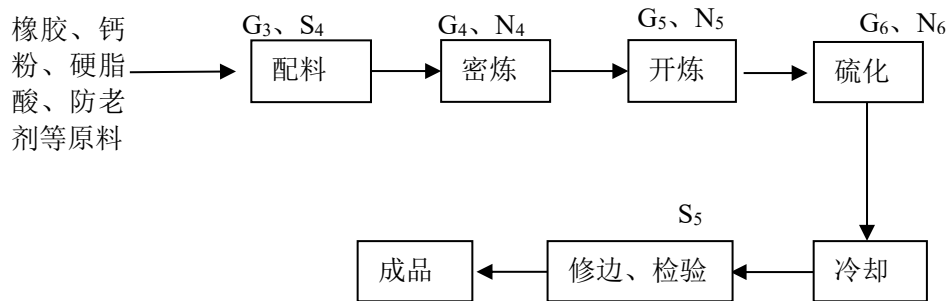 橡胶、钙
粉、硬脂
酸、防老
剂等原料
G₃、S₄
配料
G₄、N₄
密炼
G₅、N₅
开炼
G₆、N₆
硫化
冷却
S₅
修边、检验
成品